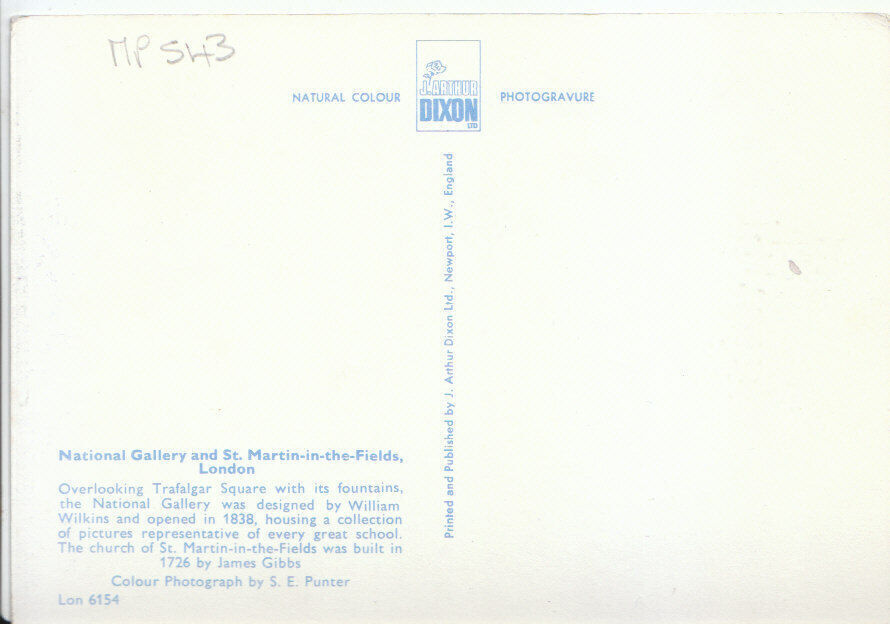 MP 543
NATURAL COLOUR
J. ARTHUR
DIXON
LTD
PHOTOGRAVURE
Printed and Published by J. Arthur Dixon Ltd., Newport, I.W., England
National Gallery and St. Martin-in-the-Fields,
London
Overlooking Trafalgar Square with its fountains,
the National Gallery was designed by William
Wilkins and opened in 1838, housing a collection
of pictures representative of every great school.
The church of St. Martin-in-the-Fields was built in
1726 by James Gibbs
Colour Photograph by S. E. Punter
Lon 6154